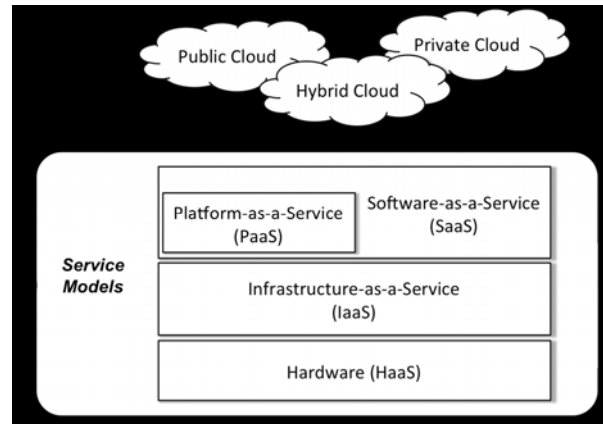 Public Cloud
Private Cloud
Hybrid Cloud
Platform-as-a-Service
(PaaS)
Software-as-a-Service
(SaaS)
Service
Models
Infrastructure-as-a-Service
(IaaS)
Hardware (HaaS)